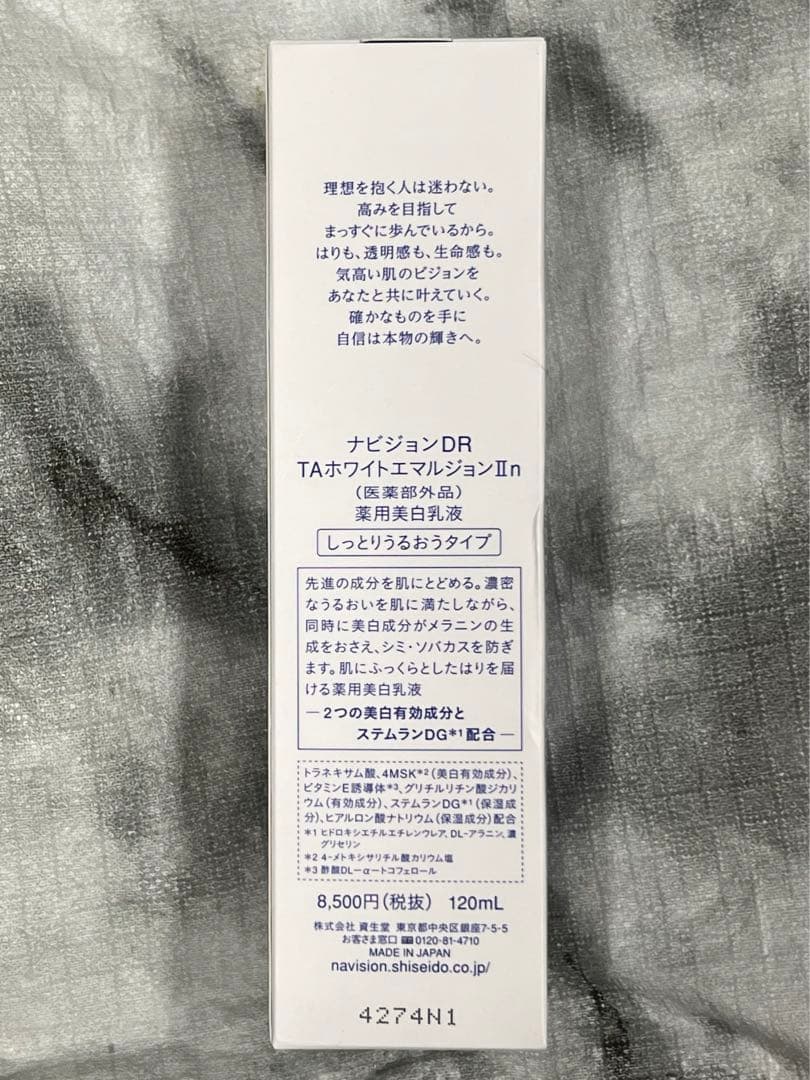 理想を抱く人は迷わない。
高みを目指して
まっすぐに歩んでいるから。
はりも、透明感も、生命感も。
気高い肌のビジョンを
あなたと共に叶えていく。
確かなものを手に
自信は本物の輝きへ。
ナビジョンDR
TAホワイトエマルジョンⅡn
（医薬部外品）
薬用美白乳液
しっとりうるおうタイプ
先進の成分を肌にとどめる。濃密
なうるおいを肌に満たしながら、
同時に美白成分がメラニンの生
成をおさえ、シミ・ソバカスを防ぎ
ます。肌にふっくらとしたはりを届
ける薬用美白乳液
―2つの美白有効成分と
ステムランDG*1配合―
トラネキサム酸、4MSK*2（美白有効成分）、
ビタミンE誘導体*3、グリチルリチン酸ジカリ
ウム（有効成分）、ステムランDG*1（保湿成
分）、ヒアルロン酸ナトリウム（保湿成分）配合
*1 ヒドロキシエチルエチレンウレア、DL-アラニン、濃
グリセリン
*2 4-メトキシサリチル酸カリウム塩
*3 酢酸DL-α-トコフェロール
8,500円（税抜） 120mL
株式会社 資生堂 東京都中央区銀座7-5-5
お客さま窓口 0120-81-4710
MADE IN JAPAN
navision.shiseido.co.jp/
4274N1